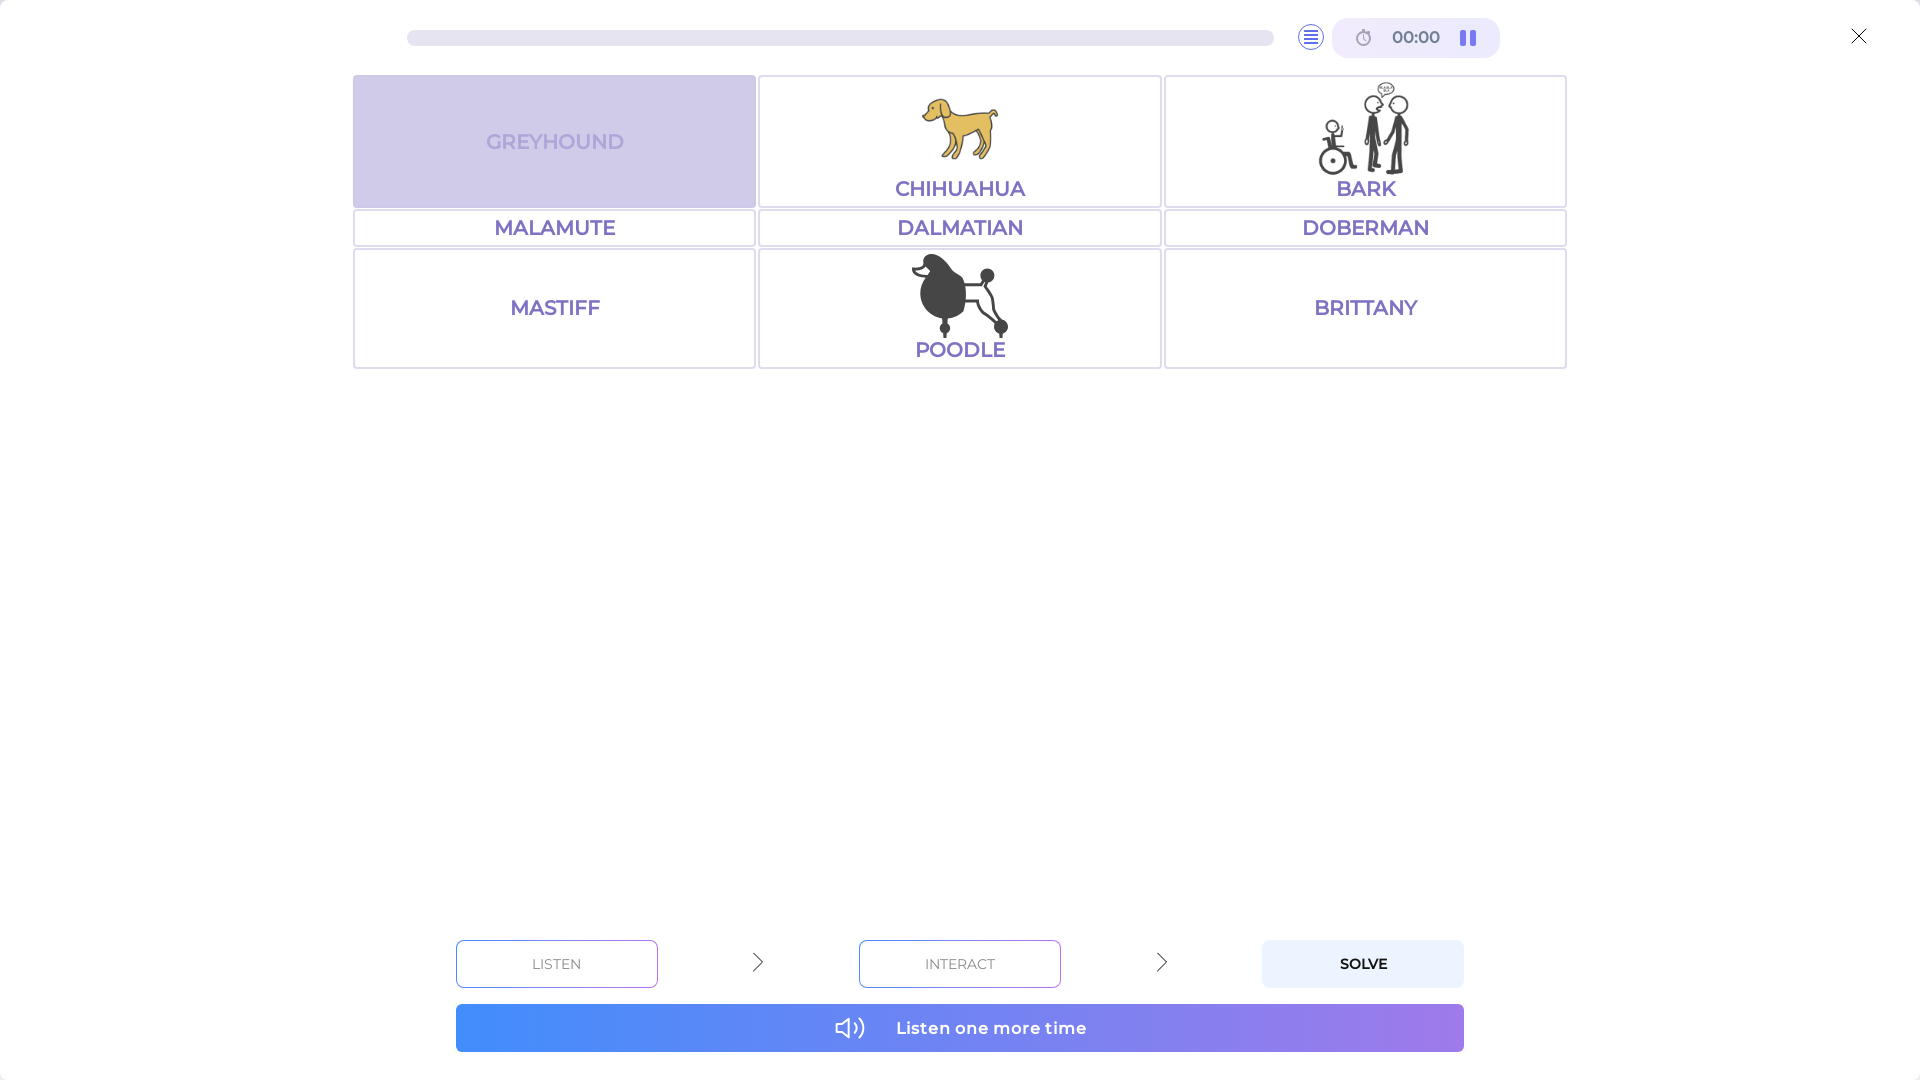 00:00
GREYHOUND
CHIHUAHUA
BARK
MALAMUTE
DALMATIAN
DOBERMAN
MASTIFF
POODLE
BRITTANY
LISTEN
INTERACT
SOLVE
Listen one more time